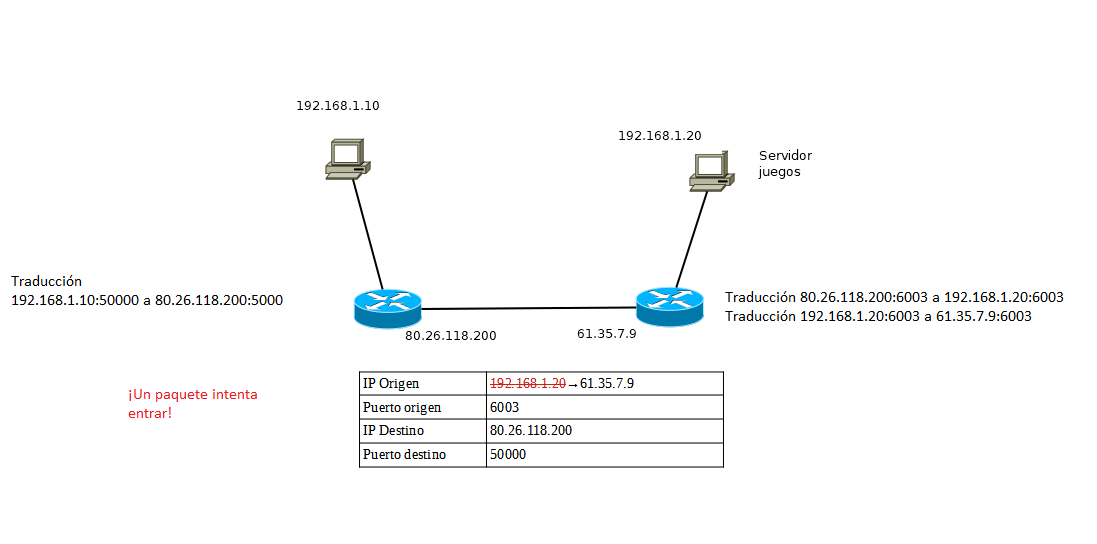 192.168.1.10
192.168.1.20
Servidor
juegos
Traducción
192.168.1.10:50000 a 80.26.118.200:5000
Traducción 80.26.118.200:6003 a 192.168.1.20:6003
Traducción 192.168.1.20:6003 a 61.35.7.9:6003
80.26.118.200
61.35.7.9
¡Un paquete intenta
entrar!
IP Origen 192.168.1.20→61.35.7.9
Puerto origen 6003
IP Destino 80.26.118.200
Puerto destino 50000